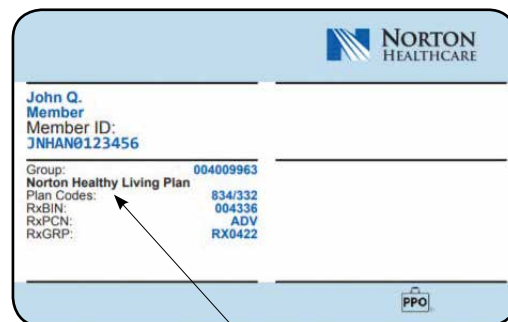 NORTON
HEALTHCARE
John Q.
Member
Member ID:
JNHAN0123456
Group: 004009963
Norton Healthy Living Plan
Plan Codes: 834/332
RxBIN: 004336
RxPCN: ADV
RxGRP: RX0422
PPO